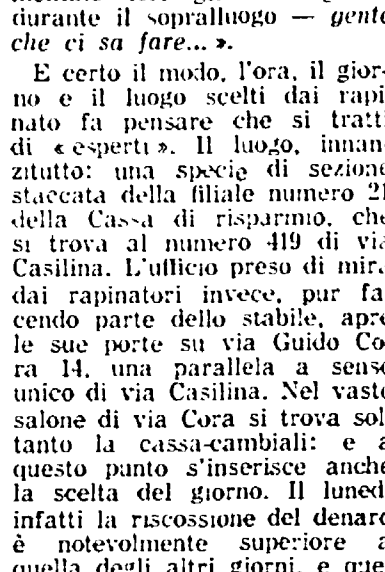 durante il sopralluogo — gente
che ci sa fare... ».
E certo il modo, l'ora, il gior-
no e il luogo scelti dai rapi-
nato fa pensare che si tratti
di « esperti ». Il luogo, innan-
zitutto: una specie di sezione
staccata della filiale numero 21
della Cassa di risparmio, che
si trova al numero 419 di via
Casilina. L'ufficio preso di mira
dai rapinatori invece, pur fa-
cendo parte dello stabile, apre
le sue porte su via Guido Co-
ra 14, una parallela a senso
unico di via Casilina. Nel vasto
salone di via Cora si trova sol-
tanto la cassa-cambiali: e a
questo punto s'inserisce anche
la scelta del giorno. Il lunedì
infatti la riscossione del denaro
è notevolmente superiore a
quella degli altri giorni, e que-